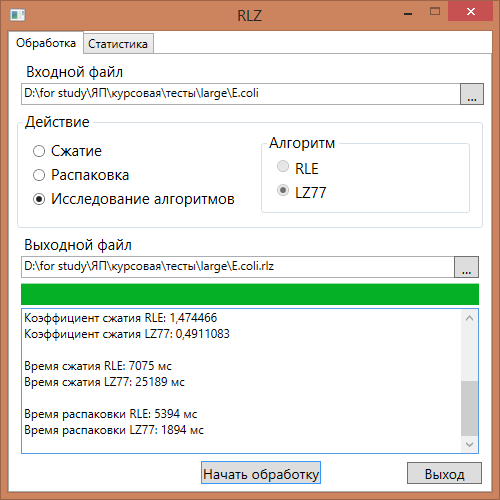 RLZ
Обработка
Статистика
Входной файл
D:\for study\ЯП\курсовая\тесты\large\E.coli
...
Действие
Сжатие
Распаковка
Исследование алгоритмов
Алгоритм
RLE
LZ77
Выходной файл
D:\for study\ЯП\курсовая\тесты\large\E.coli.rlz
...
Коэффициент сжатия RLE: 1,474466
Коэффициент сжатия LZ77: 0,4911083
Время сжатия RLE: 7075 мс
Время сжатия LZ77: 25189 мс
Время распаковки RLE: 5394 мс
Время распаковки LZ77: 1894 мс
Начать обработку
Выход